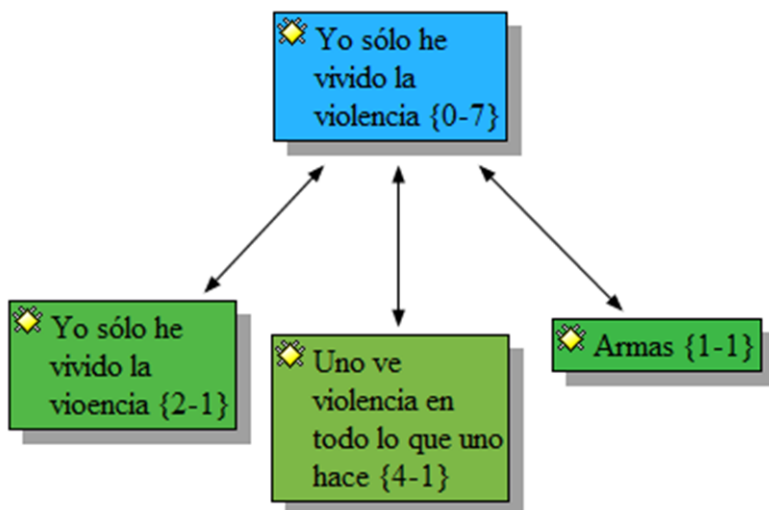 Yo sólo he
vivido la
violencia {0-7}
Yo sólo he
vivido la
vioencia {2-1}
Uno ve
violencia en
todo lo que uno
hace {4-1}
Armas {1-1}